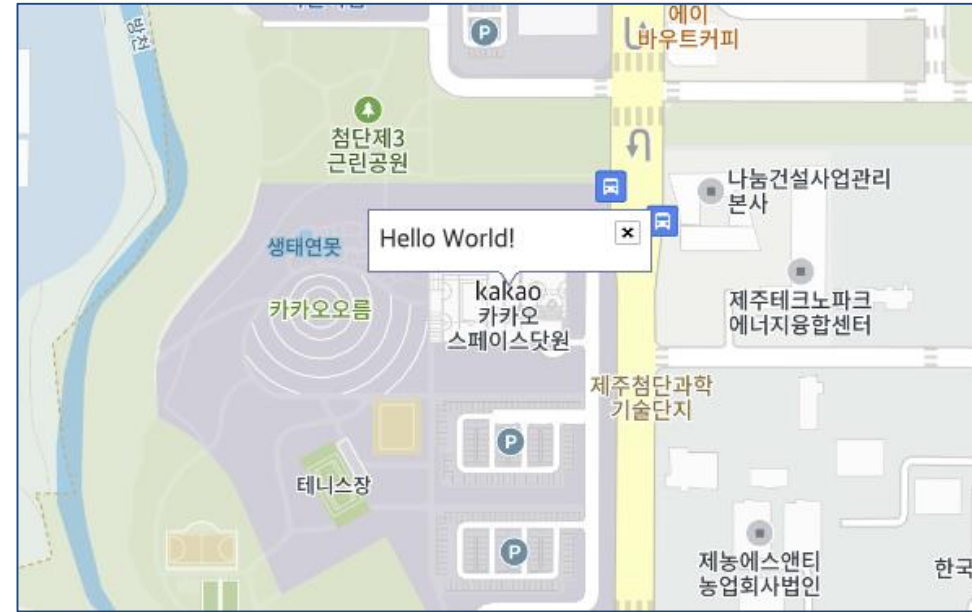 에이
바우트커피
방천
P
첨단제3
근린공원
나눔건설사업관리
본사
Hello World!
생태연못
카카오오름
kakao
카카오
스페이스닷원
제주테크노파크
에너지융합센터
제주첨단과학
기술단지
P
테니스장
P
제농에스앤티
농업회사법인
한국